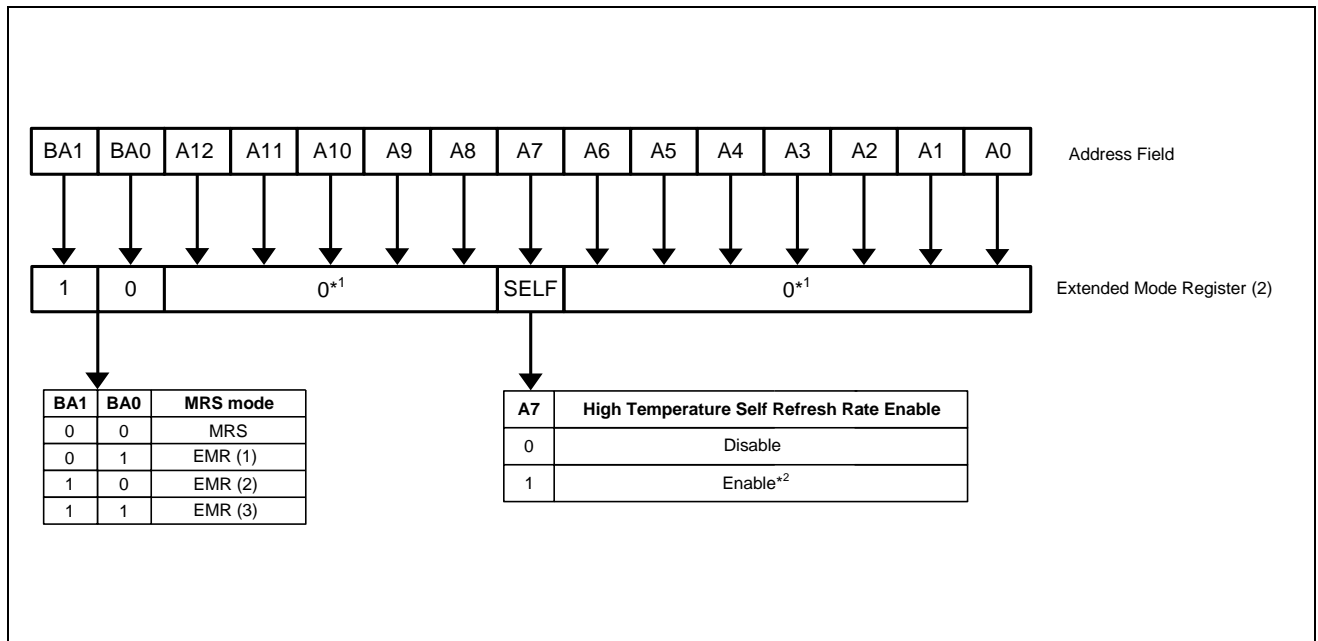 BA1 BA0 A12 A11 A10 A9 A8 A7 A6 A5 A4 A3 A2 A1 A0 Address Field
1 0 0*1 SELF 0*1 Extended Mode Register (2)
BA1 BA0 MRS mode
0 0 MRS
0 1 EMR (1)
1 0 EMR (2)
1 1 EMR (3)
A7 High Temperature Self Refresh Rate Enable
0 Disable
1 Enable*2